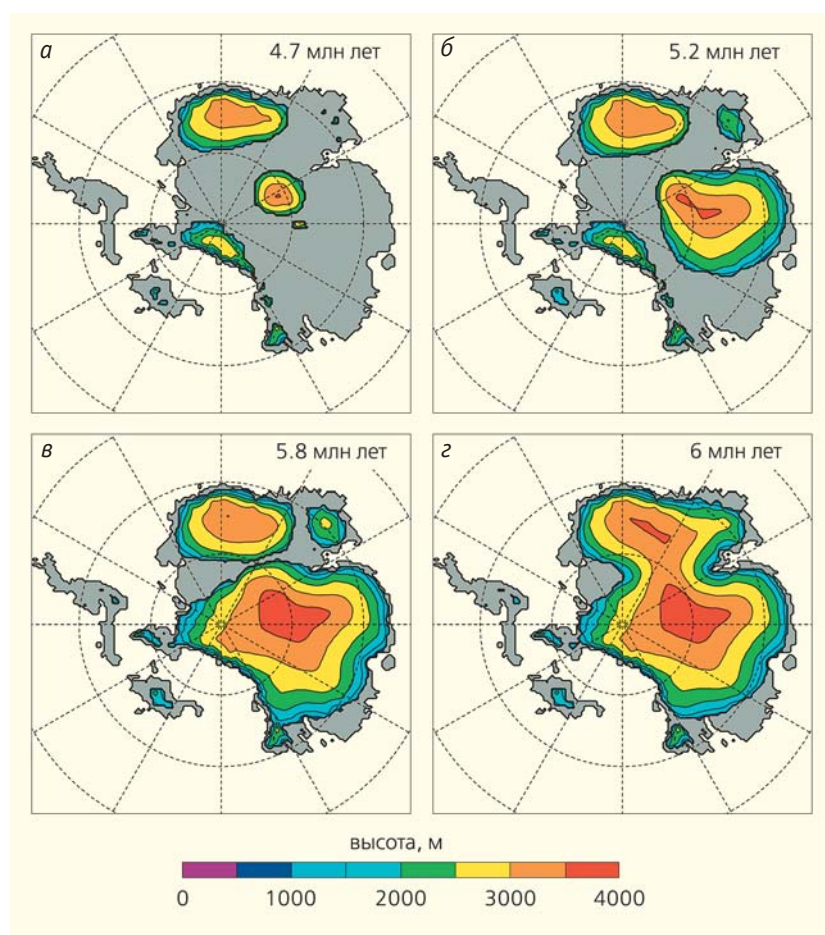 а
4.7 млн лет
б
5.2 млн лет
в
5.8 млн лет
г
6 млн лет
высота, м
0 1000 2000 3000 4000